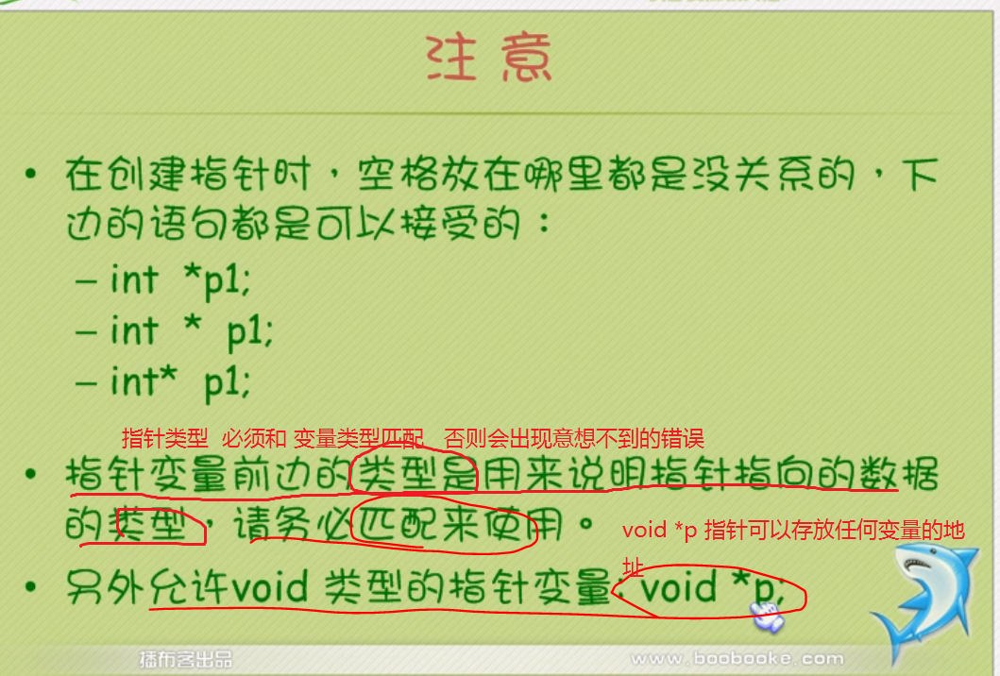 注 意
• 在创建指针时，空格放在哪里都是没关系的，下
边的语句都是可以接受的：
– int *p1;
– int * p1;
– int* p1;
指针类型 必须和 变量类型匹配 否则会出现意想不到的错误
• 指针变量前边的类型是用来说明指针指向的数据
的类型，请务必匹配来使用。
void *p 指针可以存放任何变量的地
址
• 另外允许void 类型的指针变量: void *p;
播布客出品
www.boobooke.com